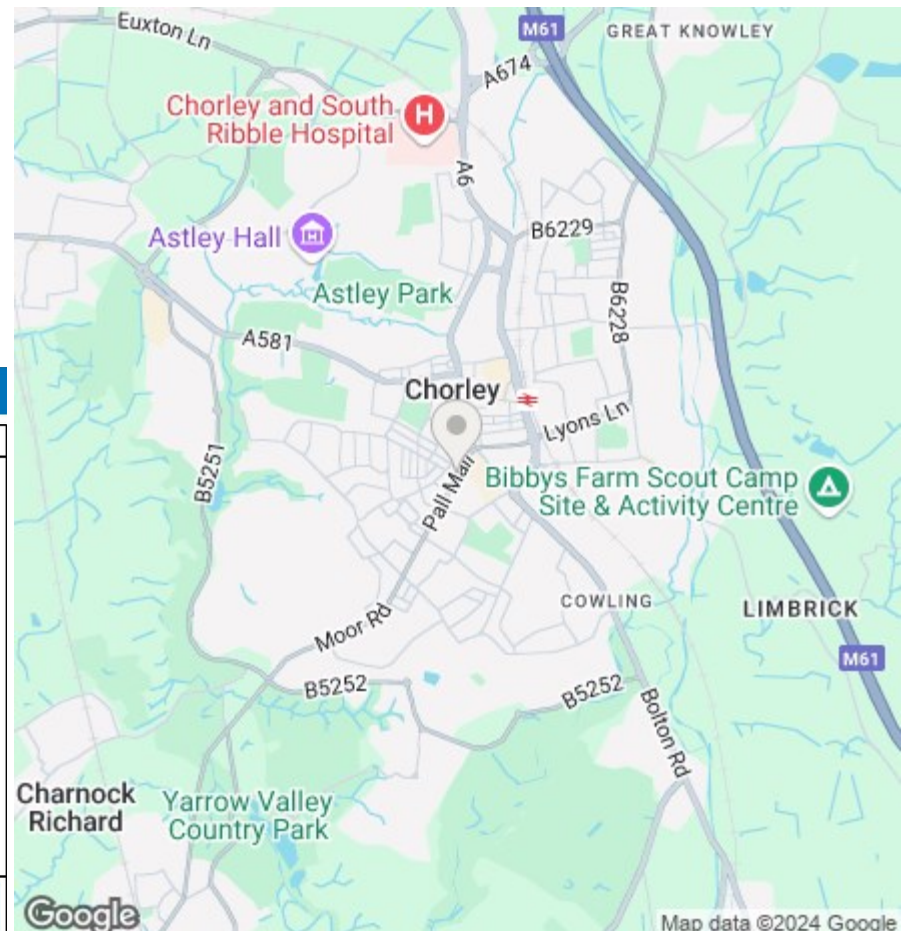 M61
GREAT KNOWLEY
Euxton Ln
A674
Chorley and South
Ribble Hospital
H
A6
B6229
Astley Hall
Astley Park
B6228
A581
Chorley
Lyons Ln
B5251
Pall Mall
Bibbys Farm Scout Camp
Site & Activity Centre
COWLING
LIMBRICK
Moor Rd
M61
B5252
B5252
Bolton Rd
Charnock
Richard
Yarrow Valley
Country Park
Google
Map data ©2024 Google